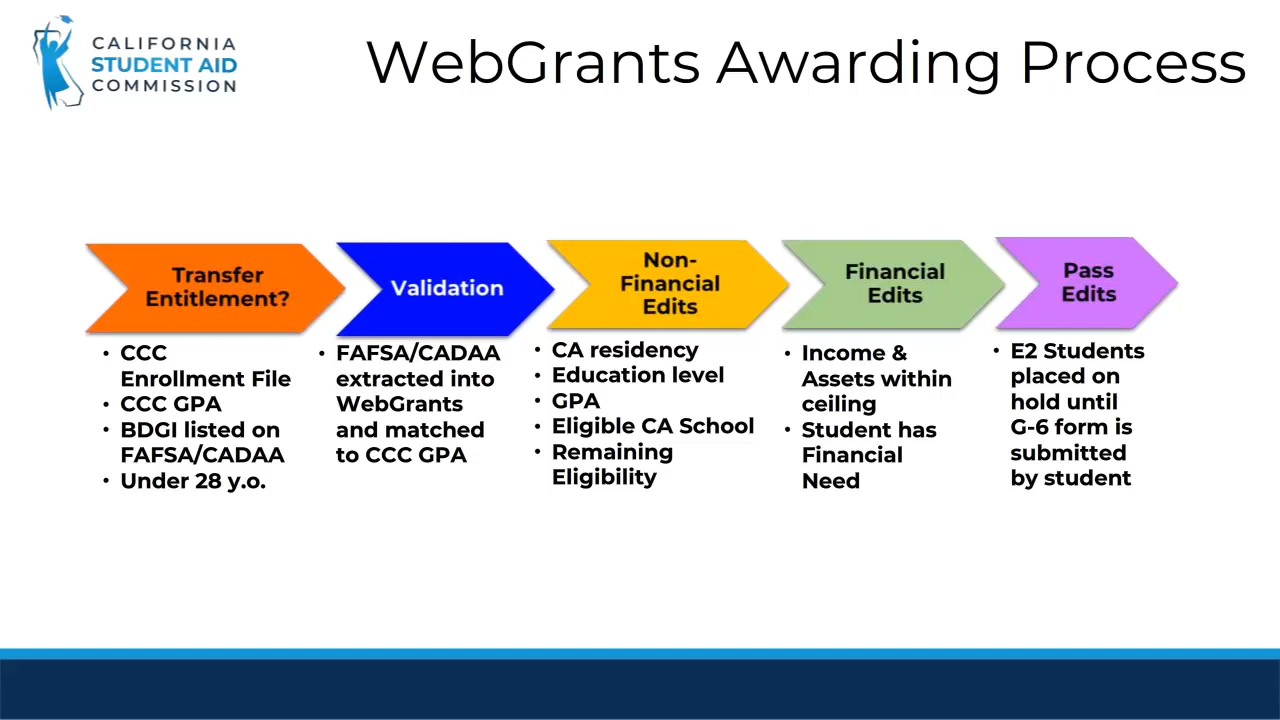 CALIFORNIA
STUDENT AID
COMMISSION
WebGrants Awarding Process
Transfer
Entitlement?
• CCC
Enrollment File
• CCC GPA
• BDGI listed on
FAFSA/CADAA
• Under 28 y.o.
Validation
• FAFSA/CADAA
extracted into
WebGrants
and matched
to CCC GPA
Non-
Financial
Edits
• CA residency
• Education level
• GPA
• Eligible CA School
• Remaining
Eligibility
Financial
Edits
• Income &
Assets within
ceiling
• Student has
Financial
Need
Pass
Edits
• E2 Students
placed on
hold until
G-6 form is
submitted
by student